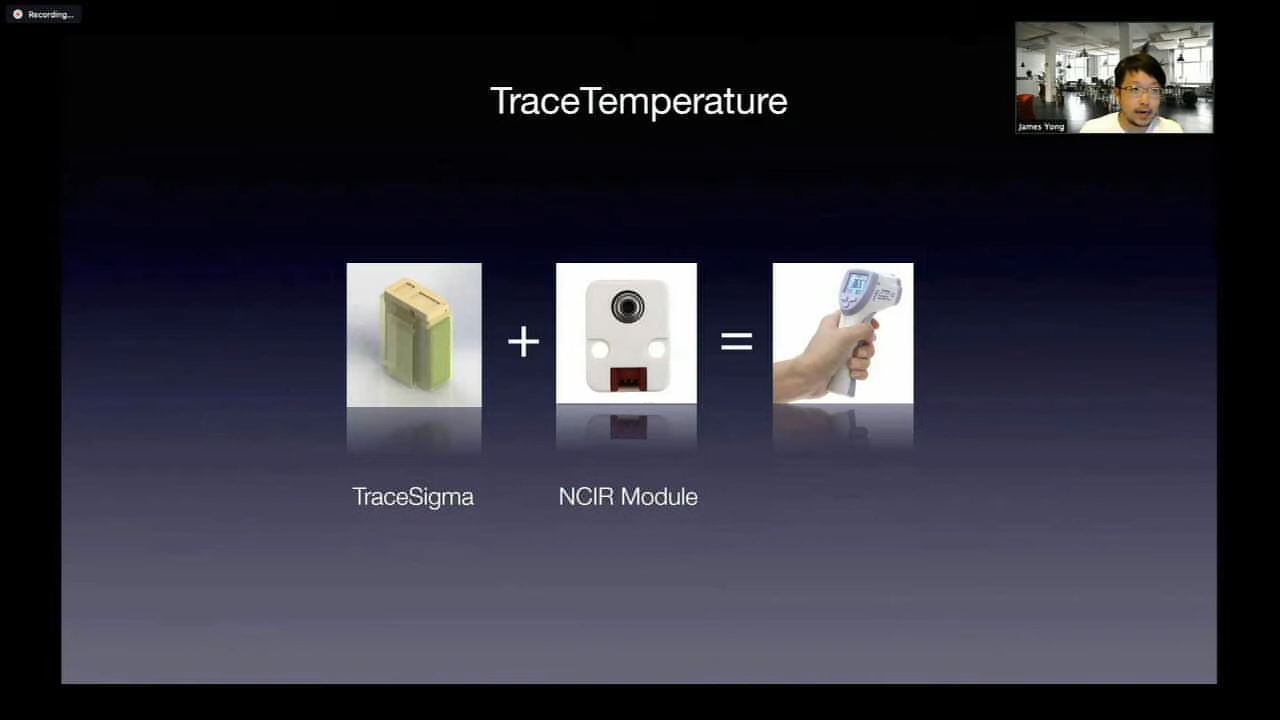 Recording...
TraceTemperature
James Yong
+
=
TraceSigma
NCIR Module